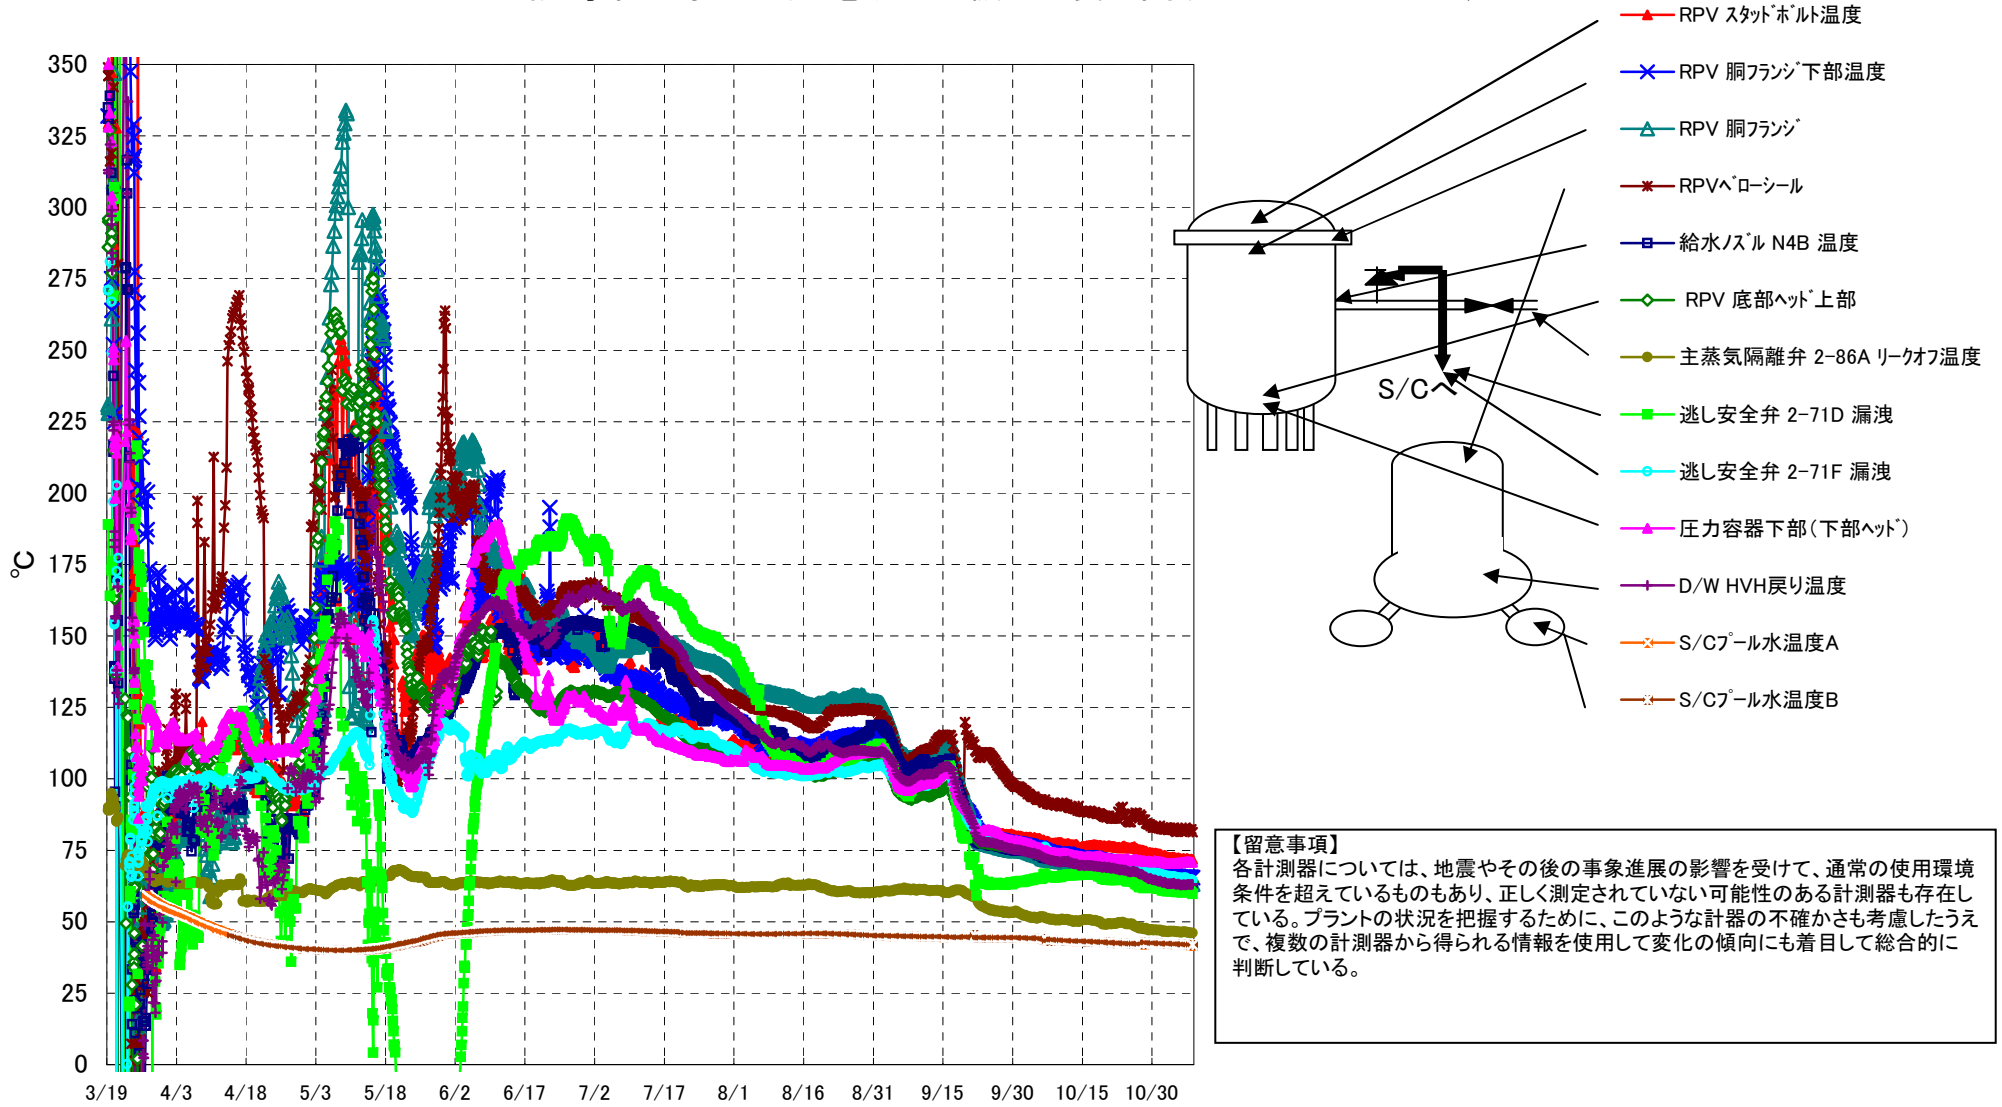 RPV スタッドボルト温度
RPV 胴フランジ下部温度
RPV 胴フランジ
RPVベローシール
給水ノズル N4B 温度
RPV 底部ヘッド上部
主蒸気隔離弁 2-86A リークオフ温度
逃し安全弁 2-71D 漏洩
逃し安全弁 2-71F 漏洩
圧力容器下部(下部ヘッド)
D/W HVH戻り温度
S/Cプール水温度A
S/Cプール水温度B
S/Cへ
℃
350
325
300
275
250
225
200
175
150
125
100
75
50
25
0
3/19 4/3 4/18 5/3 5/18 6/2 6/17 7/2 7/17 8/1 8/16 8/31 9/15 9/30 10/15 10/30
【留意事項】
各計測器については、地震やその後の事象進展の影響を受けて、通常の使用環境
条件を超えているものもあり、正しく測定されていない可能性のある計測器も存在し
ている。プラントの状況を把握するために、このような計器の不確かさも考慮したうえ
で、複数の計測器から得られる情報を使用して変化の傾向にも着目して総合的に
判断している。